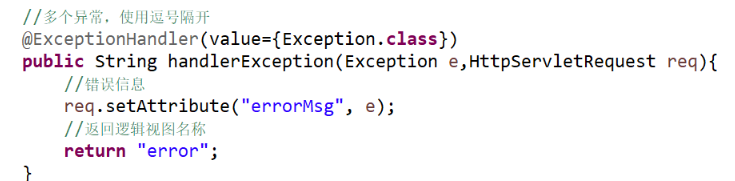 //多个异常，使用逗号隔开
@ExceptionHandler(value={Exception.class})
public String handlerException(Exception e,HttpServletRequest req){
    //错误信息
    req.setAttribute("errorMsg", e);
    //返回逻辑视图名称
    return "error";
}